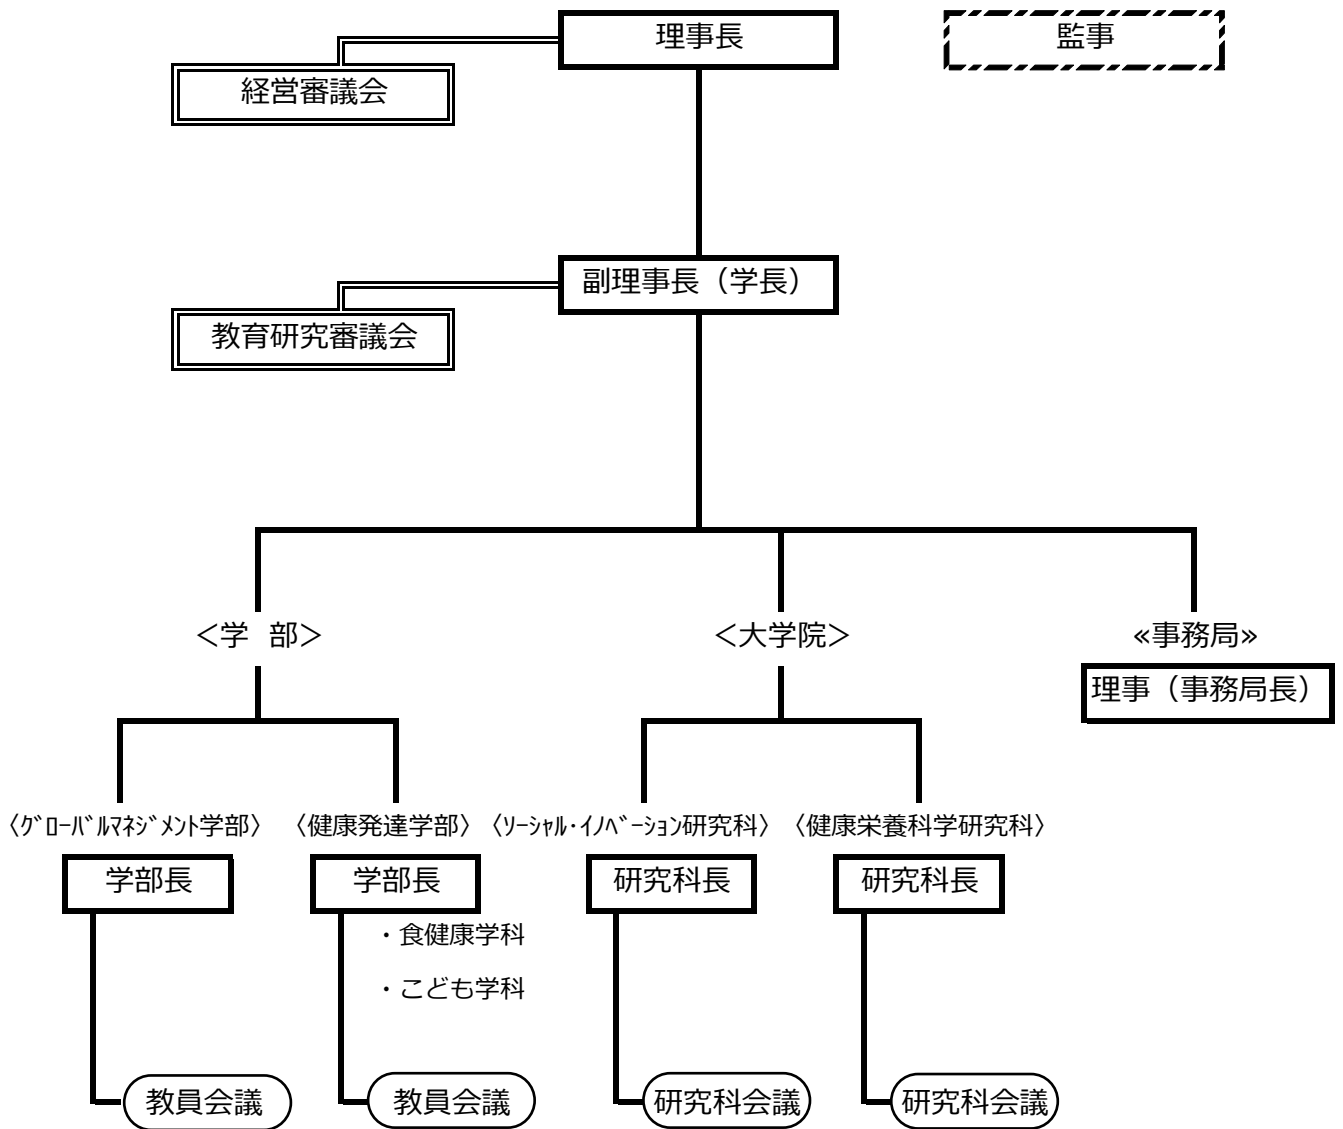 理事長
監事
経営審議会
副理事長（学長）
教育研究審議会
＜学 部＞
＜大学院＞
«事務局»
理事（事務局長）
〈ｸﾞﾛｰﾊﾞﾙﾏﾈｼﾞﾒﾝﾄ学部〉
〈健康発達学部〉
〈ｿｰｼｬﾙ・ｲﾉﾍﾞｰｼｮﾝ研究科〉
〈健康栄養科学研究科〉
学部長
学部長
研究科長
研究科長
・食健康学科
・こども学科
教員会議
教員会議
研究科会議
研究科会議